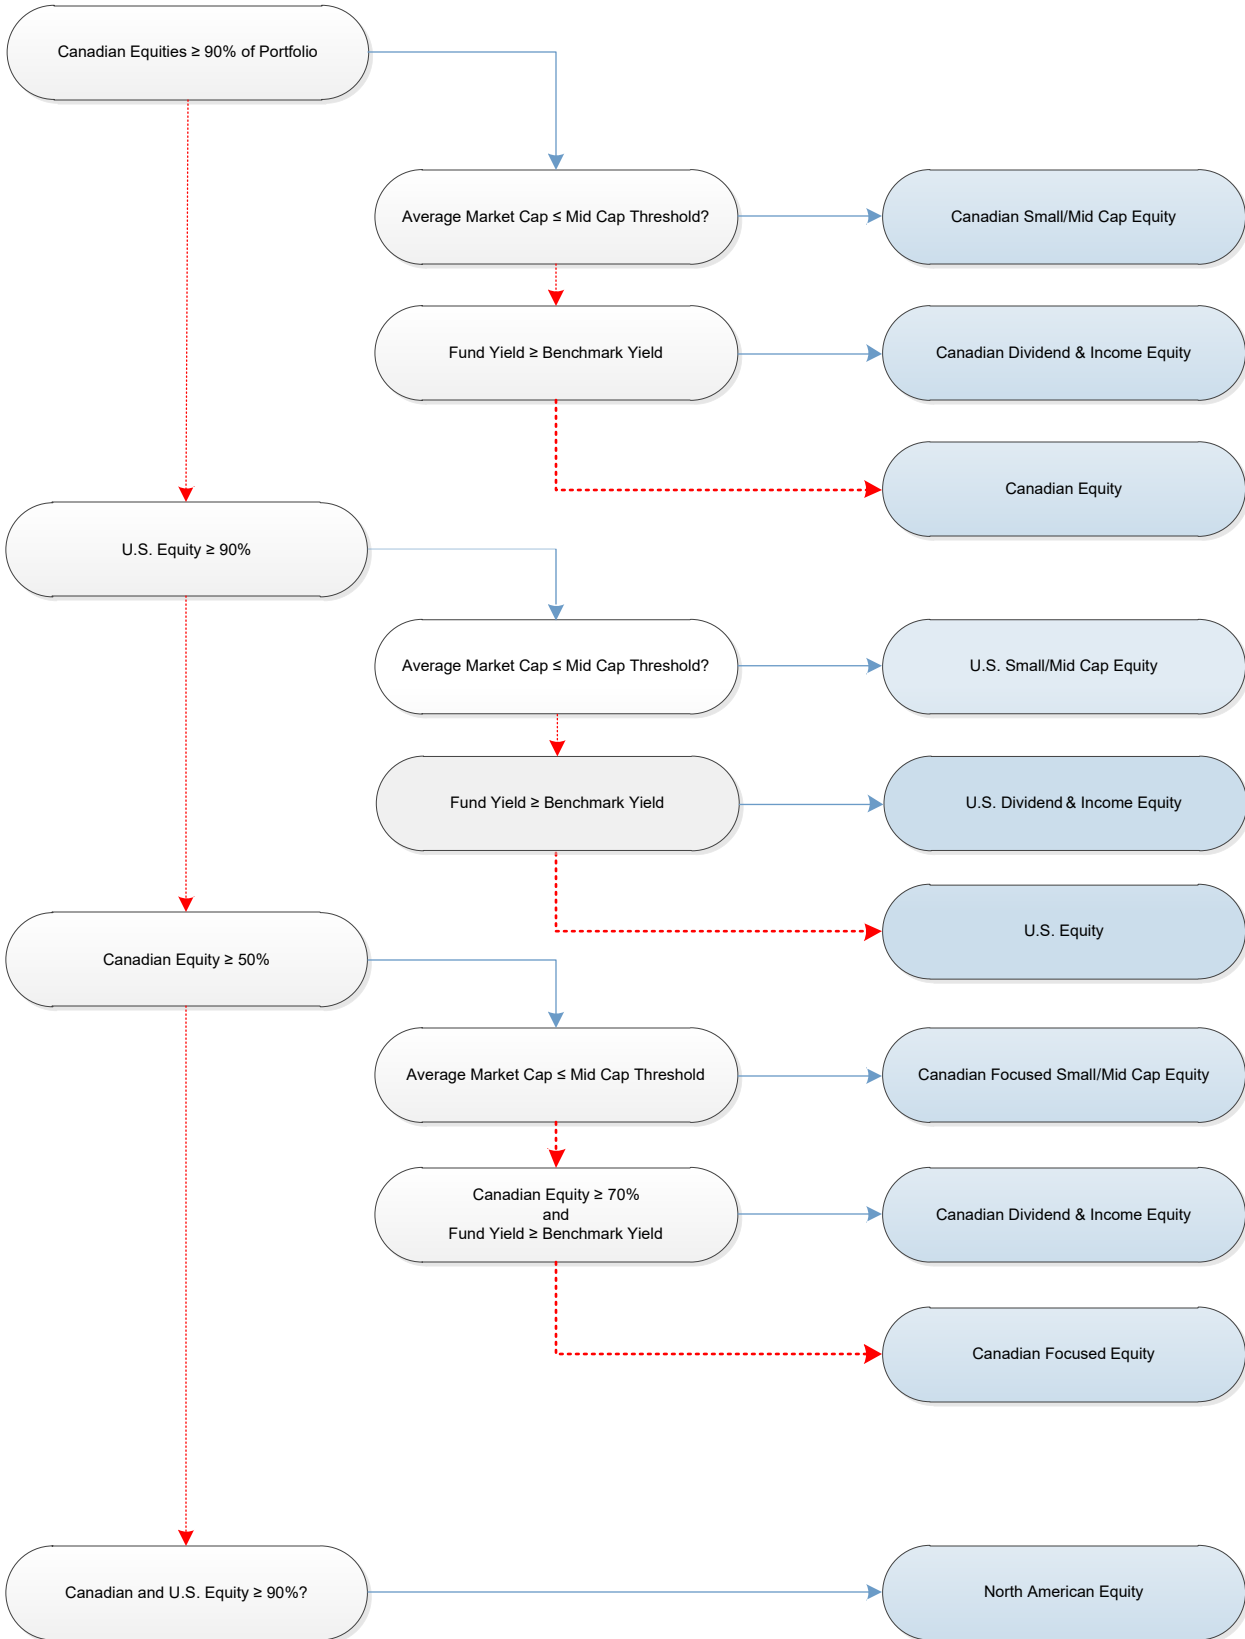 Canadian Equities ≥ 90% of Portfolio
Average Market Cap ≤ Mid Cap Threshold?
Canadian Small/Mid Cap Equity
Fund Yield ≥ Benchmark Yield
Canadian Dividend & Income Equity
Canadian Equity
U.S. Equity ≥ 90%
Average Market Cap ≤ Mid Cap Threshold?
U.S. Small/Mid Cap Equity
Fund Yield ≥ Benchmark Yield
U.S. Dividend & Income Equity
U.S. Equity
Canadian Equity ≥ 50%
Average Market Cap ≤ Mid Cap Threshold
Canadian Focused Small/Mid Cap Equity
Canadian Equity ≥ 70%
and
Fund Yield ≥ Benchmark Yield
Canadian Dividend & Income Equity
Canadian Focused Equity
Canadian and U.S. Equity ≥ 90%?
North American Equity